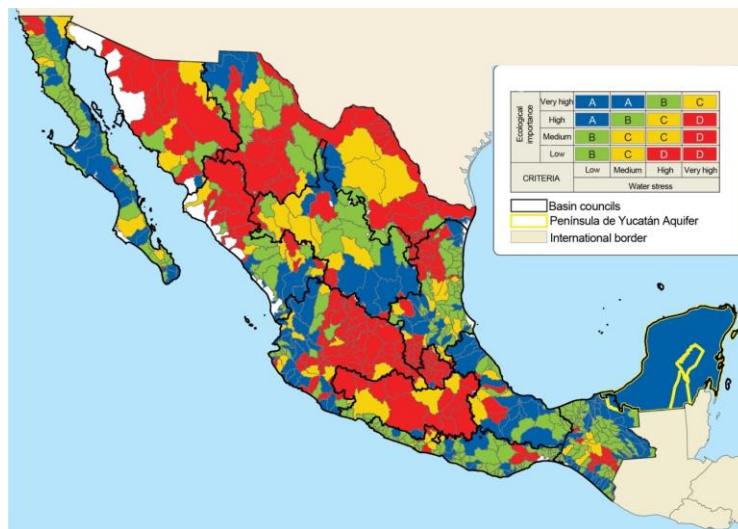 Ecological
importance
Very high A A B C
High A B C D
Medium B C C D
Low B C D D
CRITERIA Low Medium High Very high
Water stress
Basin councils
Península de Yucatán Aquifer
International border